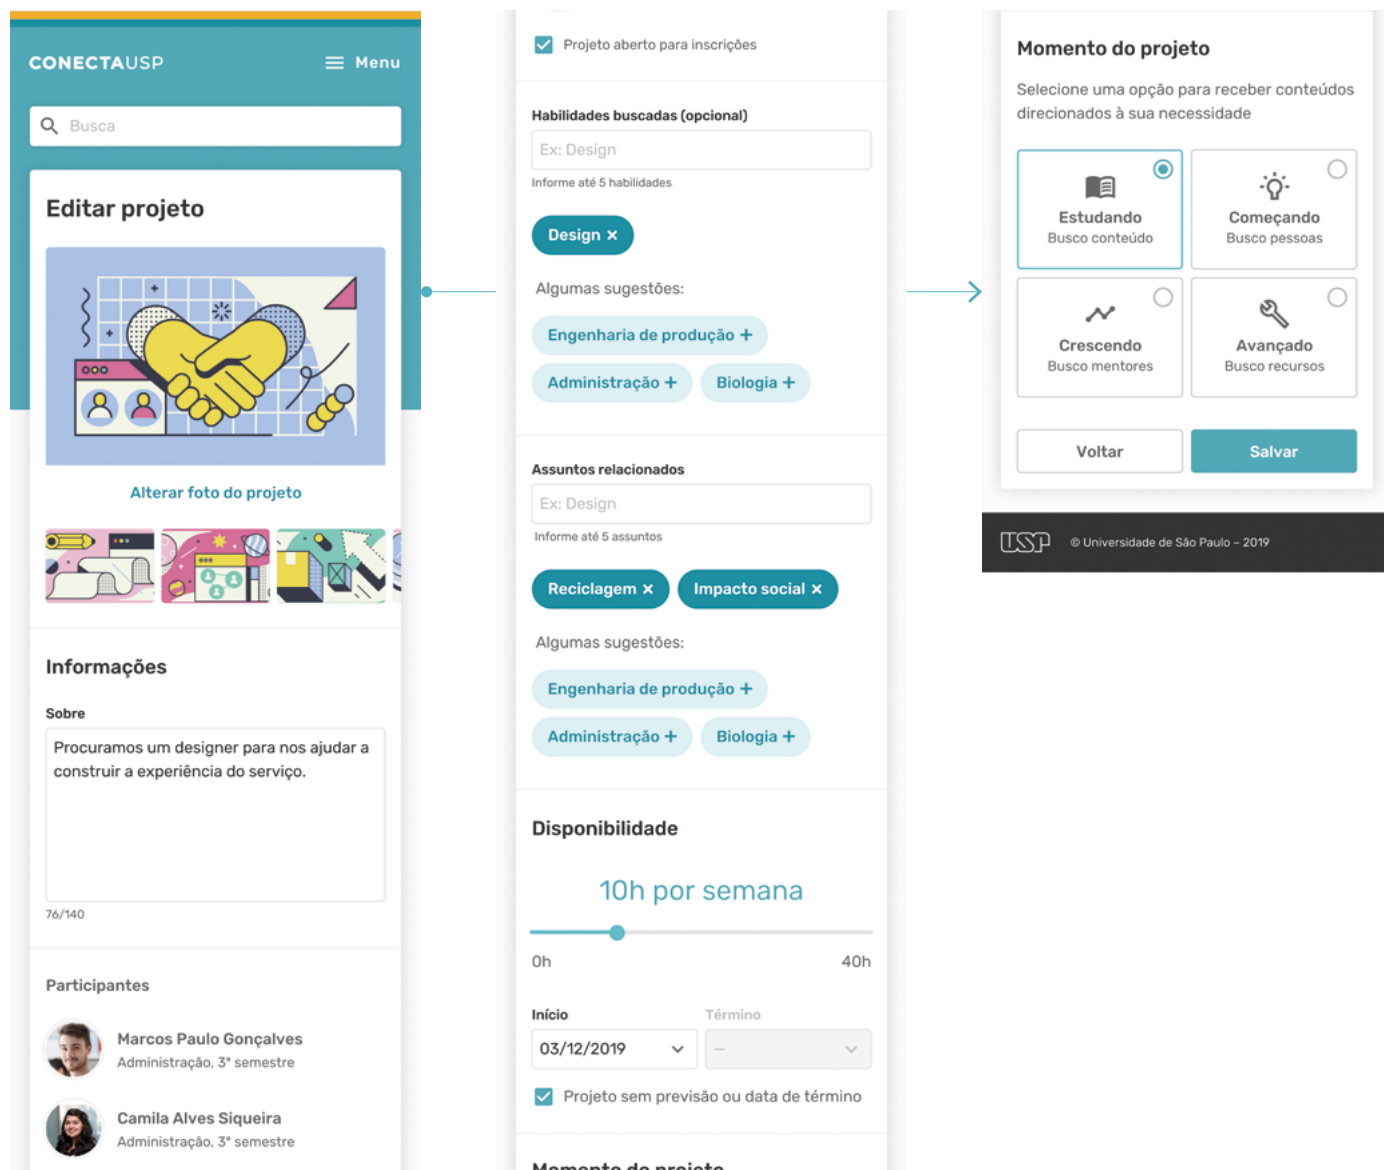 CONECTAUSP
Menu
Busca
Editar projeto
Alterar foto do projeto
Informações
Sobre
Procuramos um designer para nos ajudar a
construir a experiência do serviço.
76/140
Participantes
Marcos Paulo Gonçalves
Administração, 3º semestre
Camila Alves Siqueira
Administração, 3º semestre
Projeto aberto para inscrições
Habilidades buscadas (opcional)
Ex: Design
Informe até 5 habilidades
Design ×
Algumas sugestões:
Engenharia de produção +
Administração +
Biologia +
Assuntos relacionados
Ex: Design
Informe até 5 assuntos
Reciclagem ×
Impacto social ×
Algumas sugestões:
Engenharia de produção +
Administração +
Biologia +
Disponibilidade
10h por semana
0h
40h
Início
Término
03/12/2019
–
Projeto sem previsão ou data de término
Momento do projeto
Momento do projeto
Selecione uma opção para receber conteúdos
direcionados à sua necessidade
Estudando
Busco conteúdo
Começando
Busco pessoas
Crescendo
Busco mentores
Avançado
Busco recursos
Voltar
Salvar
USP
© Universidade de São Paulo – 2019